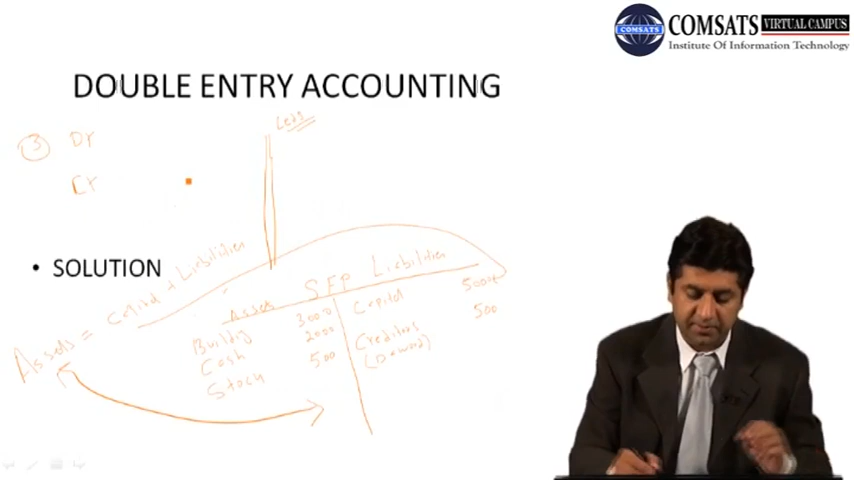 COMSATS
COMSATS VIRTUAL CAMPUS
Institute Of Information Technology
DOUBLE ENTRY ACCOUNTING
Less
③ Dr
Cr
• SOLUTION
Assets = Capital + Liabilities
SFP
Assets Liabilities
Building 3000 Capital 5000
Cash 2000 Creditors 500
Stock 500 (Dawood)